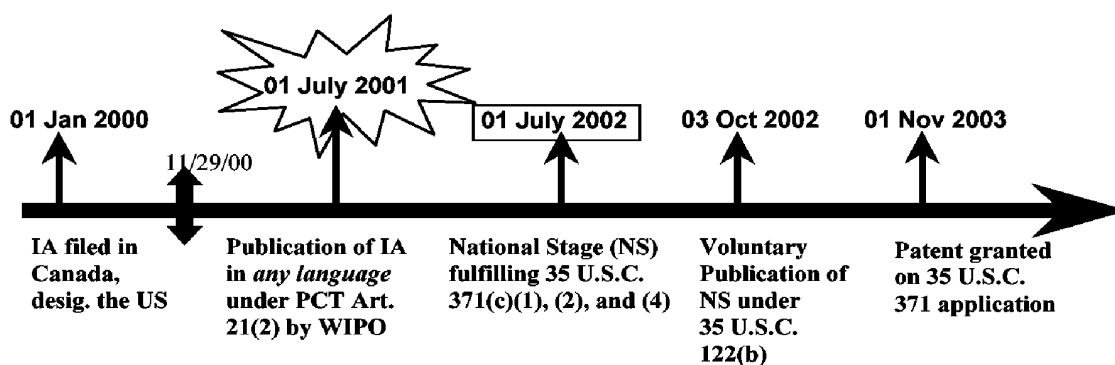 01 Jan 2000
11/29/00
01 July 2001
01 July 2002
03 Oct 2002
01 Nov 2003
IA filed in
Canada,
desig. the US
Publication of IA
in any language
under PCT Art.
21(2) by WIPO
National Stage (NS)
fulfilling 35 U.S.C.
371(c)(1), (2), and (4)
Voluntary
Publication of
NS under
35 U.S.C.
122(b)
Patent granted
on 35 U.S.C.
371 application